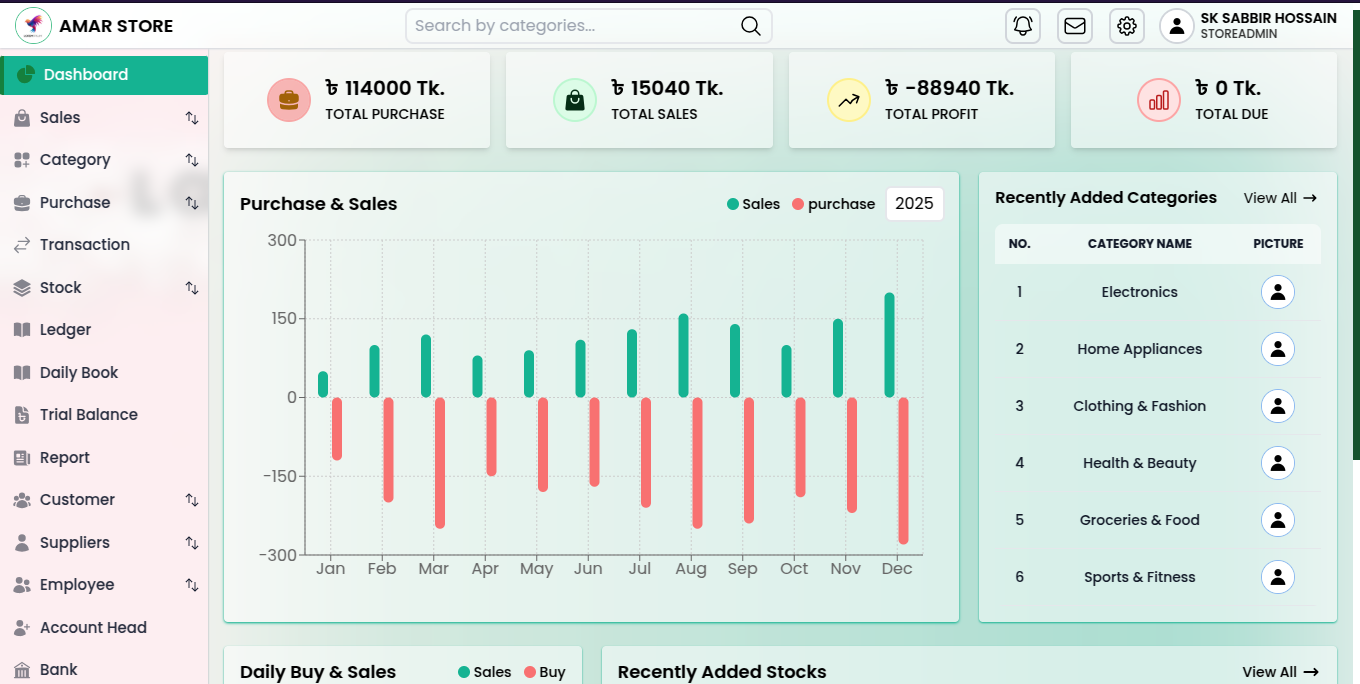 AMAR STORE
Search by categories...
SK SABBIR HOSSAIN
STOREADMIN
Dashboard
Sales
Category
Purchase
Transaction
Stock
Ledger
Daily Book
Trial Balance
Report
Customer
Suppliers
Employee
Account Head
Bank
৳ 114000 Tk.
TOTAL PURCHASE
৳ 15040 Tk.
TOTAL SALES
৳ -88940 Tk.
TOTAL PROFIT
৳ 0 Tk.
TOTAL DUE
Purchase & Sales
Sales purchase 2025
300
150
0
−150
−300
Jan Feb Mar Apr May Jun Jul Aug Sep Oct Nov Dec
Recently Added Categories View All →
NO. CATEGORY NAME PICTURE
1 Electronics
2 Home Appliances
3 Clothing & Fashion
4 Health & Beauty
5 Groceries & Food
6 Sports & Fitness
Daily Buy & Sales Sales Buy
Recently Added Stocks View All →